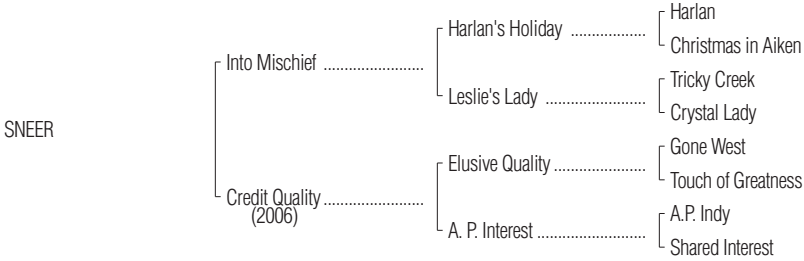 Harlan
Harlan's Holiday ...................
Christmas in Aiken
Into Mischief .........................
Tricky Creek
Leslie's Lady .........................
Crystal Lady
SNEER
Gone West
Elusive Quality .......................
Touch of Greatness
Credit Quality .........................
(2006)
A.P. Indy
A. P. Interest ...........................
Shared Interest